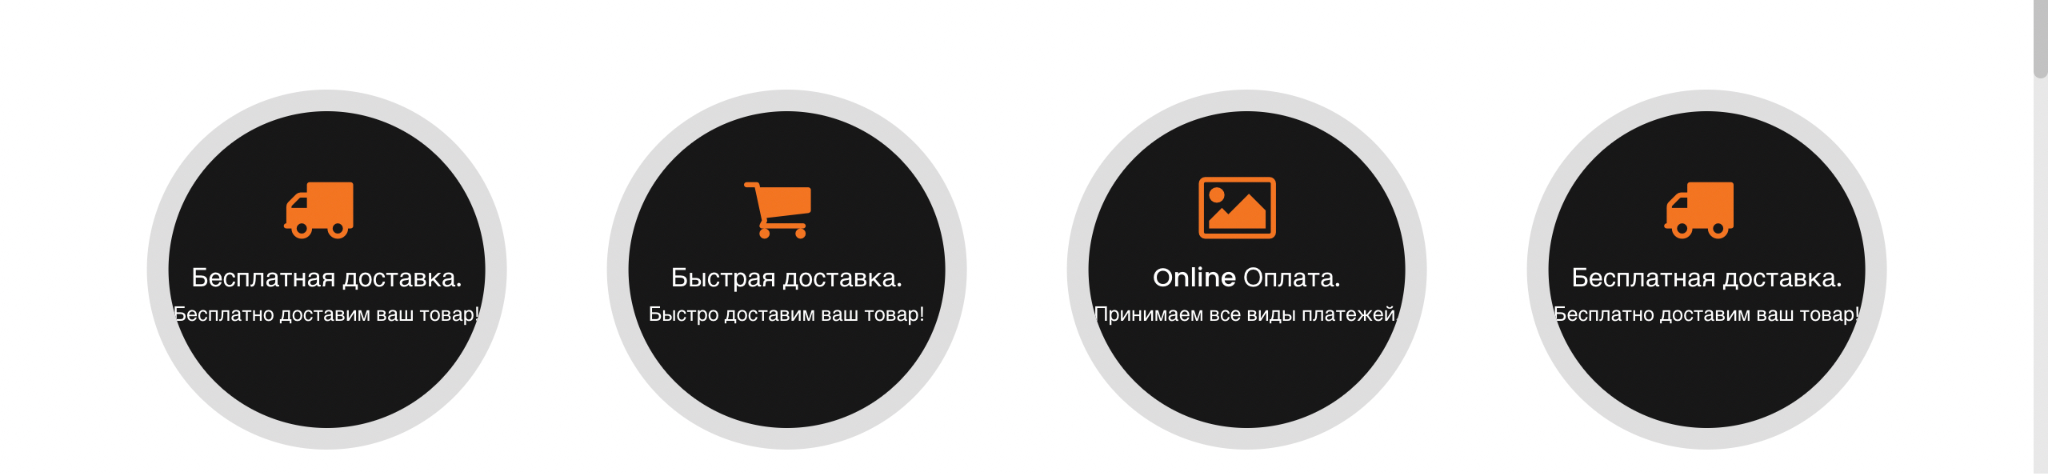 Бесплатная доставка.
Бесплатно доставим ваш товар!
Быстрая доставка.
Быстро доставим ваш товар!
Online Оплата.
Принимаем все виды платежей.
Бесплатная доставка.
Бесплатно доставим ваш товар!